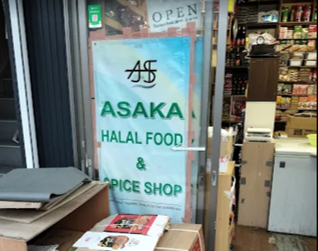 OPEN
AS
ASAKA
HALAL FOOD
&
SPICE SHOP